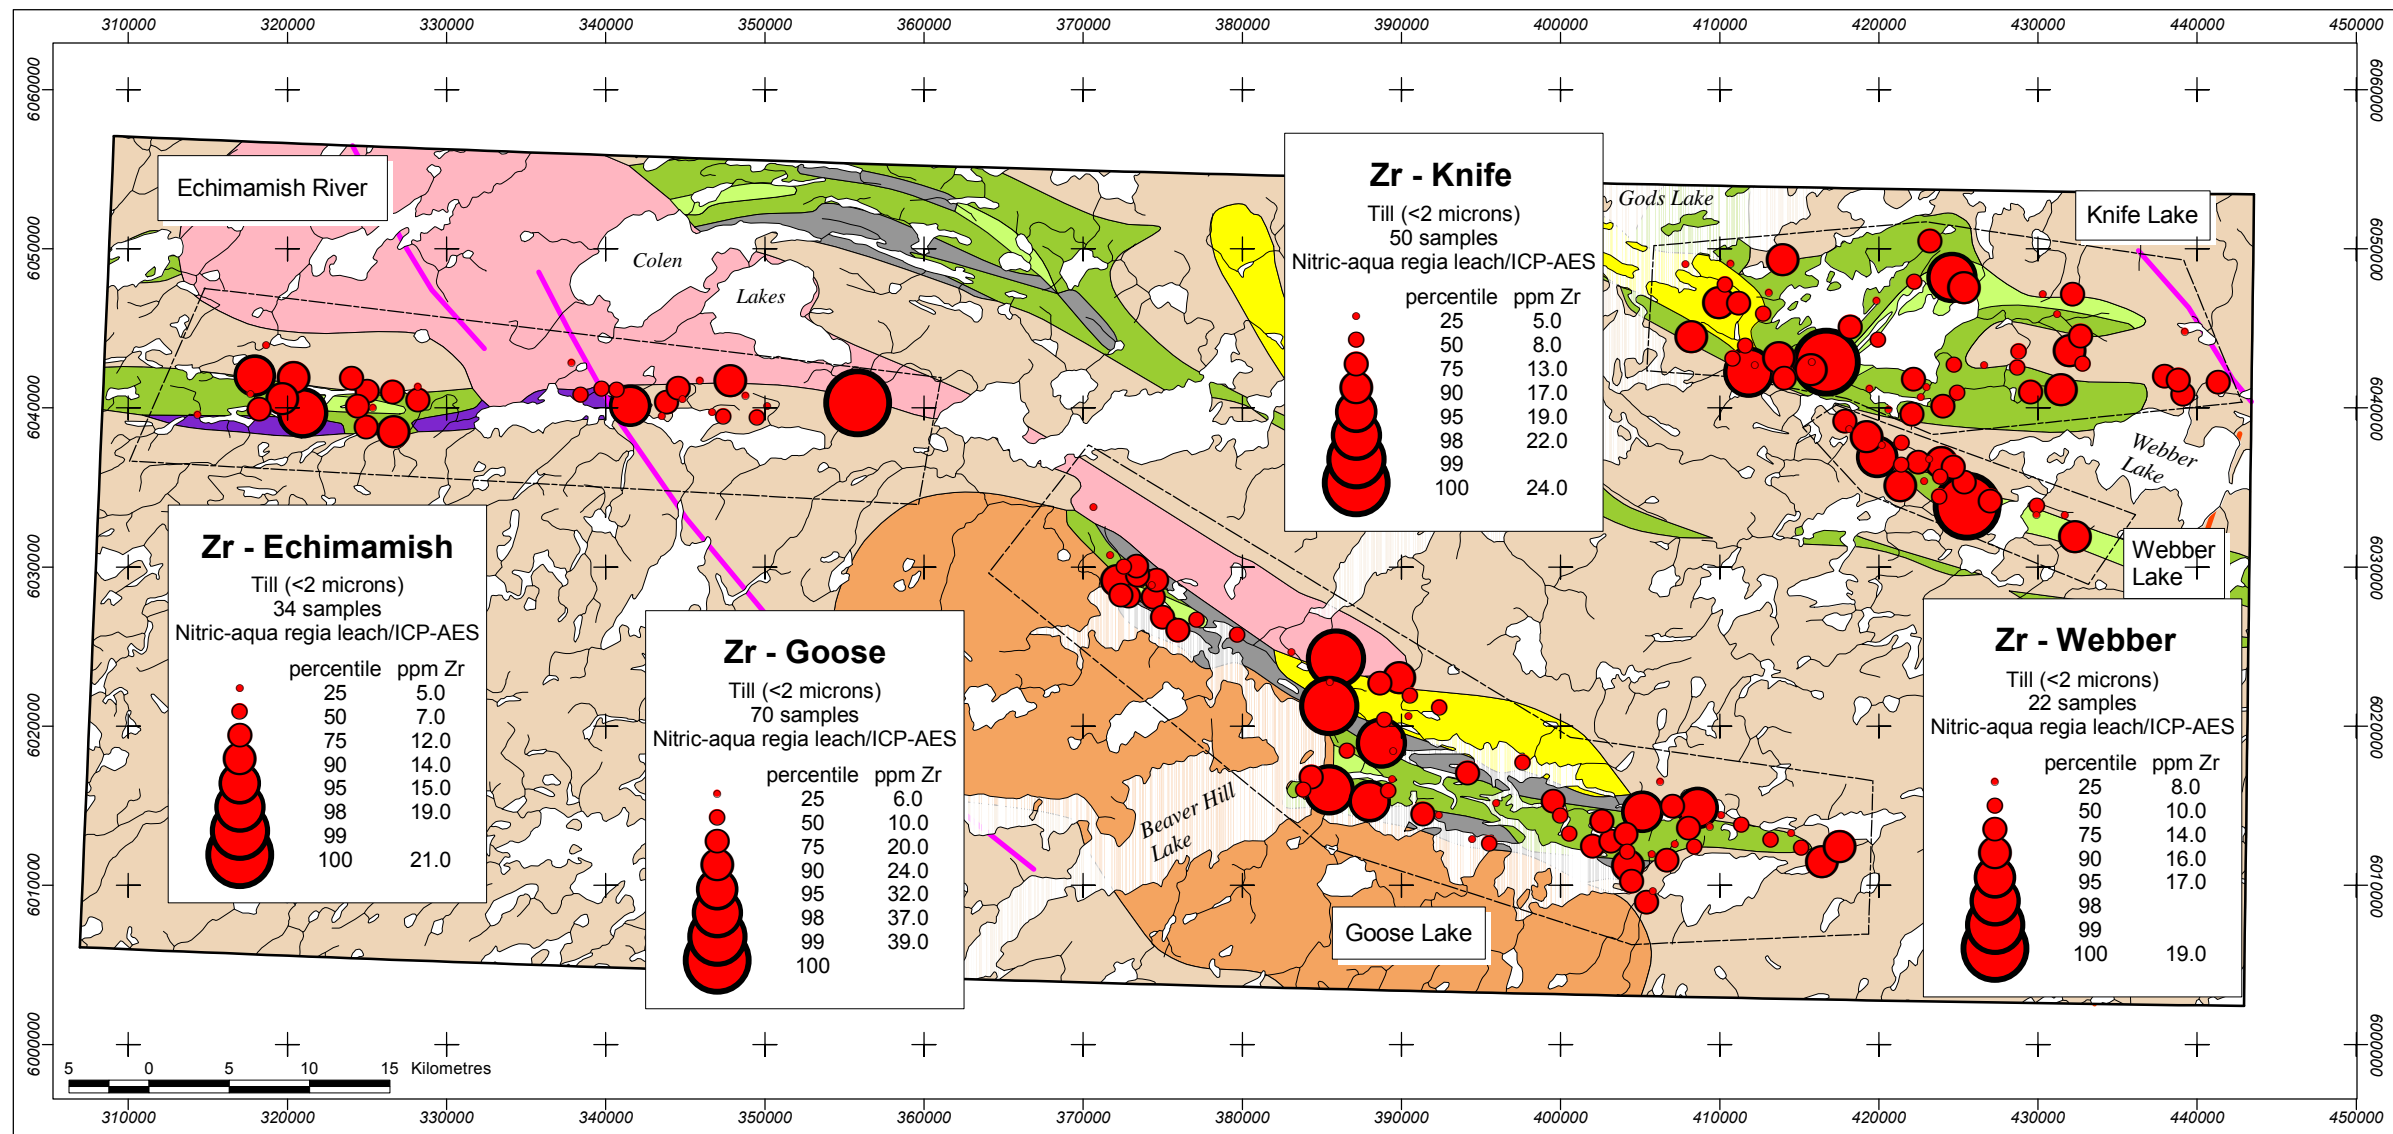 310000 320000 330000 340000 350000 360000 370000 380000 390000 400000 410000 420000 430000 440000 450000
6060000 6060000
6050000 6050000
6040000 6040000
6030000 6030000
6020000 6020000
6010000 6010000
6000000 6000000
Echimamish River
Colen
Lakes
Gods Lake
Knife Lake
Webber
Lake
Webber
Lake
Beaver Hill
Lake
Goose Lake
Zr - Knife
Till (<2 microns)
50 samples
Nitric-aqua regia leach/ICP-AES
percentile ppm Zr
25 5.0
50 8.0
75 13.0
90 17.0
95 19.0
98 22.0
99
100 24.0
Zr - Echimamish
Till (<2 microns)
34 samples
Nitric-aqua regia leach/ICP-AES
percentile ppm Zr
25 5.0
50 7.0
75 12.0
90 14.0
95 15.0
98 19.0
99
100 21.0
Zr - Goose
Till (<2 microns)
70 samples
Nitric-aqua regia leach/ICP-AES
percentile ppm Zr
25 6.0
50 10.0
75 20.0
90 24.0
95 32.0
98 37.0
99 39.0
100
Zr - Webber
Till (<2 microns)
22 samples
Nitric-aqua regia leach/ICP-AES
percentile ppm Zr
25 8.0
50 10.0
75 14.0
90 16.0
95 17.0
98
99
100 19.0
5 0 5 10 15 Kilometres
310000 320000 330000 340000 350000 360000 370000 380000 390000 400000 410000 420000 430000 440000 450000